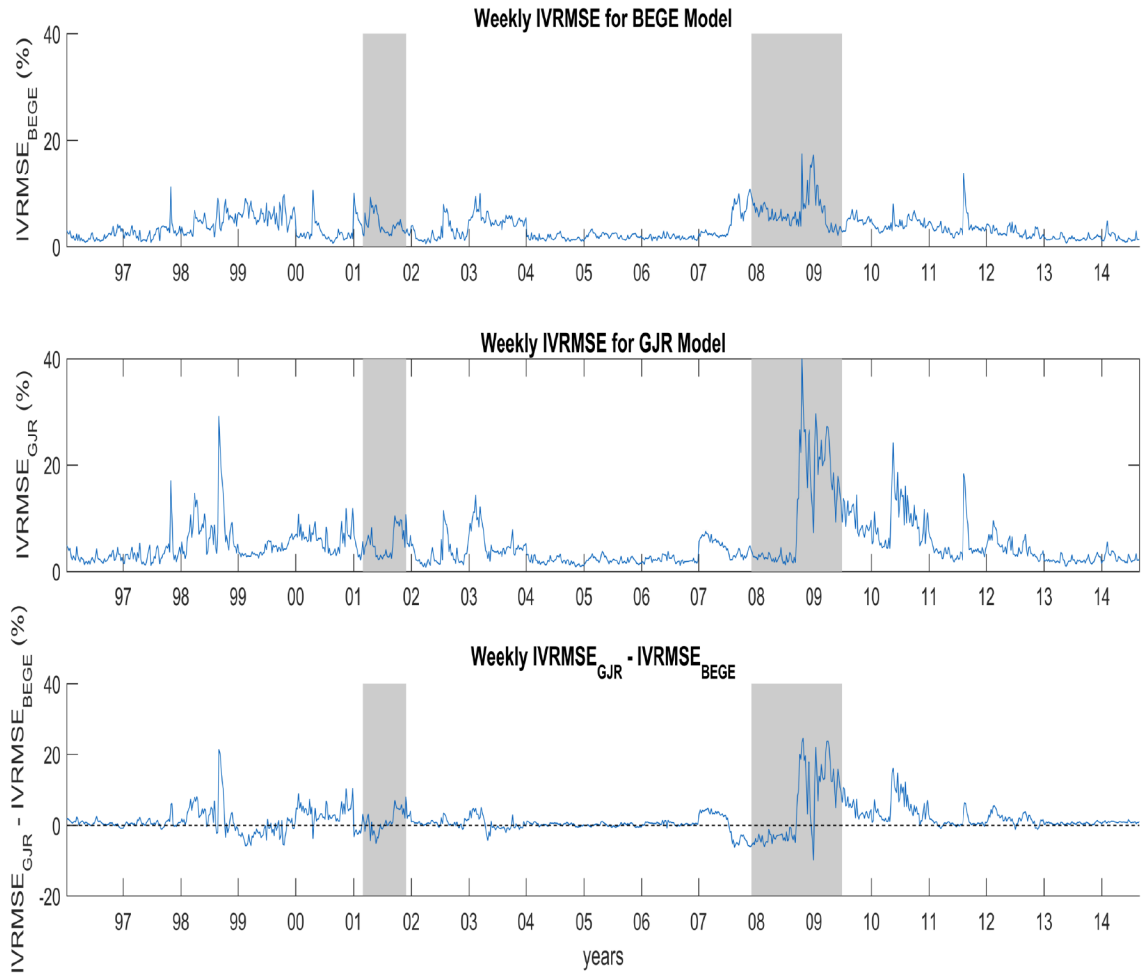 Weekly IVRMSE for BEGE Model
IVRMSE_BEGE (%)
40
20
0
97 98 99 00 01 02 03 04 05 06 07 08 09 10 11 12 13 14
Weekly IVRMSE for GJR Model
IVRMSE_GJR (%)
40
20
0
97 98 99 00 01 02 03 04 05 06 07 08 09 10 11 12 13 14
Weekly IVRMSE_GJR - IVRMSE_BEGE
IVRMSE_GJR - IVRMSE_BEGE (%)
40
20
0
-20
97 98 99 00 01 02 03 04 05 06 07 08 09 10 11 12 13 14
years